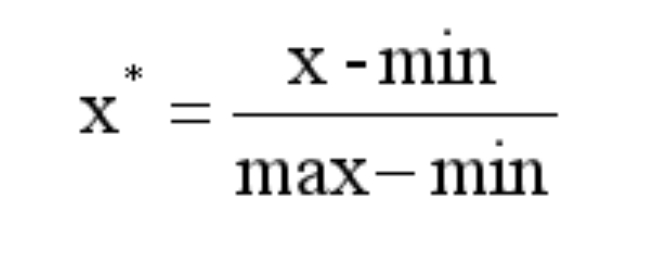 x* = x - min
max – min